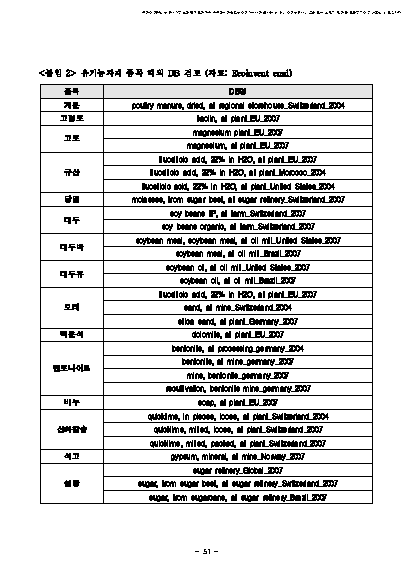 <붙임 2> 유기농자재 품목 해외 DB 검토 (자료: Ecoinvent emd)
품목 DB명
계분 poultry manure, dried, at regional storehouse_Switzerland_2004
고령토 kaolin, at plant_EU_2007
고토 magnesium plant_EU_2007
magnesium, at plant_EU_2007
규산 fluosilicic acid, 22% in H2O, at plant_EU_2007
fluosilicic acid, 22% in H2O, at plant_Morocco_2004
fluosilicic acid, 22% in H2O, at plant_United States_2004
당밀 molasses, from sugar beet, at sugar refinery_Switzerland_2007
대두 soy beans IP, at farm_Switzerland_2007
soy beans organic, at farm_Switzerland_2007
대두박 soybean meal, soybean meal, at oil mill_United States_2007
soybean meal, at oil mill_Brazil_2007
대두유 soybean oil, at oil mill_United States_2007
soybean oil, at oil mill_Brazil_2007
모래 fluosilicic acid, 22% in H2O, at plant_EU_2007
sand, at mine_Switzerland_2004
silica sand, at plant_Germany_2007
백운석 dolomite, at plant_EU_2007
벤토나이트 bentonite, at processing_germany_2004
bentonite, at mine_germany_2007
mine, bentonite_germany_2007
recultivation, bentonite mine_germany_2007
비누 soap, at plant_EU_2007
산화칼슘 quicklime, in pieces, loose, at plant_Switzerland_2004
quicklime, milled, loose, at plant_Switzerland_2007
quicklime, milled, packed, at plant_Switzerland_2007
석고 gypsum, mineral, at mine_Norway_2007
설탕 sugar refinery_Global_2007
sugar, from sugar beet, at sugar refinery_Switzerland_2007
sugar, from sugarcane, at sugar refinery_Brazil_2007
- 51 -